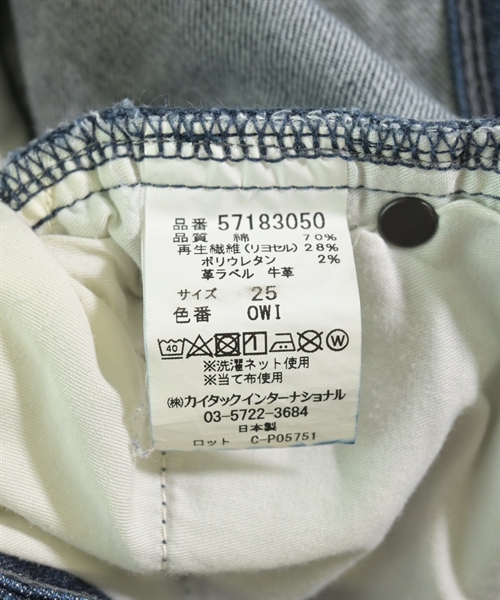 品番 57183050
品質 綿 70%
再生繊維(リヨセル) 28%
ポリウレタン 2%
革ラベル 牛革
サイズ 25
色番 OWI
40 1 W
※洗濯ネット使用
※当て布使用
㈱カイタックインターナショナル
03-5722-3684
日本製
ロット C-P05751